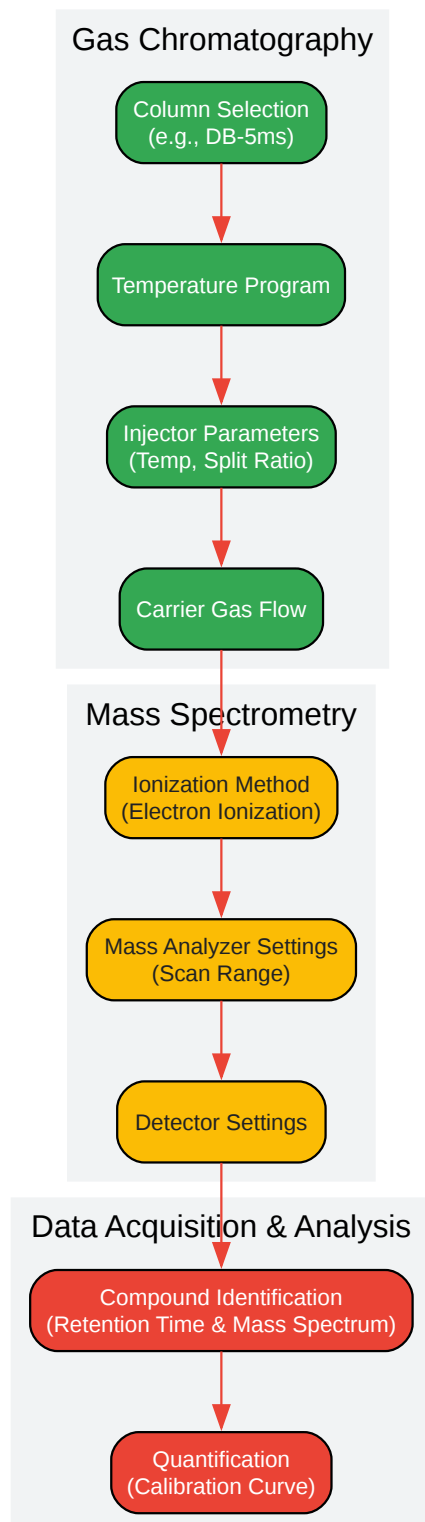 Gas Chromatography
Column Selection
(e.g., DB-5ms)
Temperature Program
Injector Parameters
(Temp, Split Ratio)
Carrier Gas Flow
Mass Spectrometry
Ionization Method
(Electron Ionization)
Mass Analyzer Settings
(Scan Range)
Detector Settings
Data Acquisition & Analysis
Compound Identification
(Retention Time & Mass Spectrum)
Quantification
(Calibration Curve)